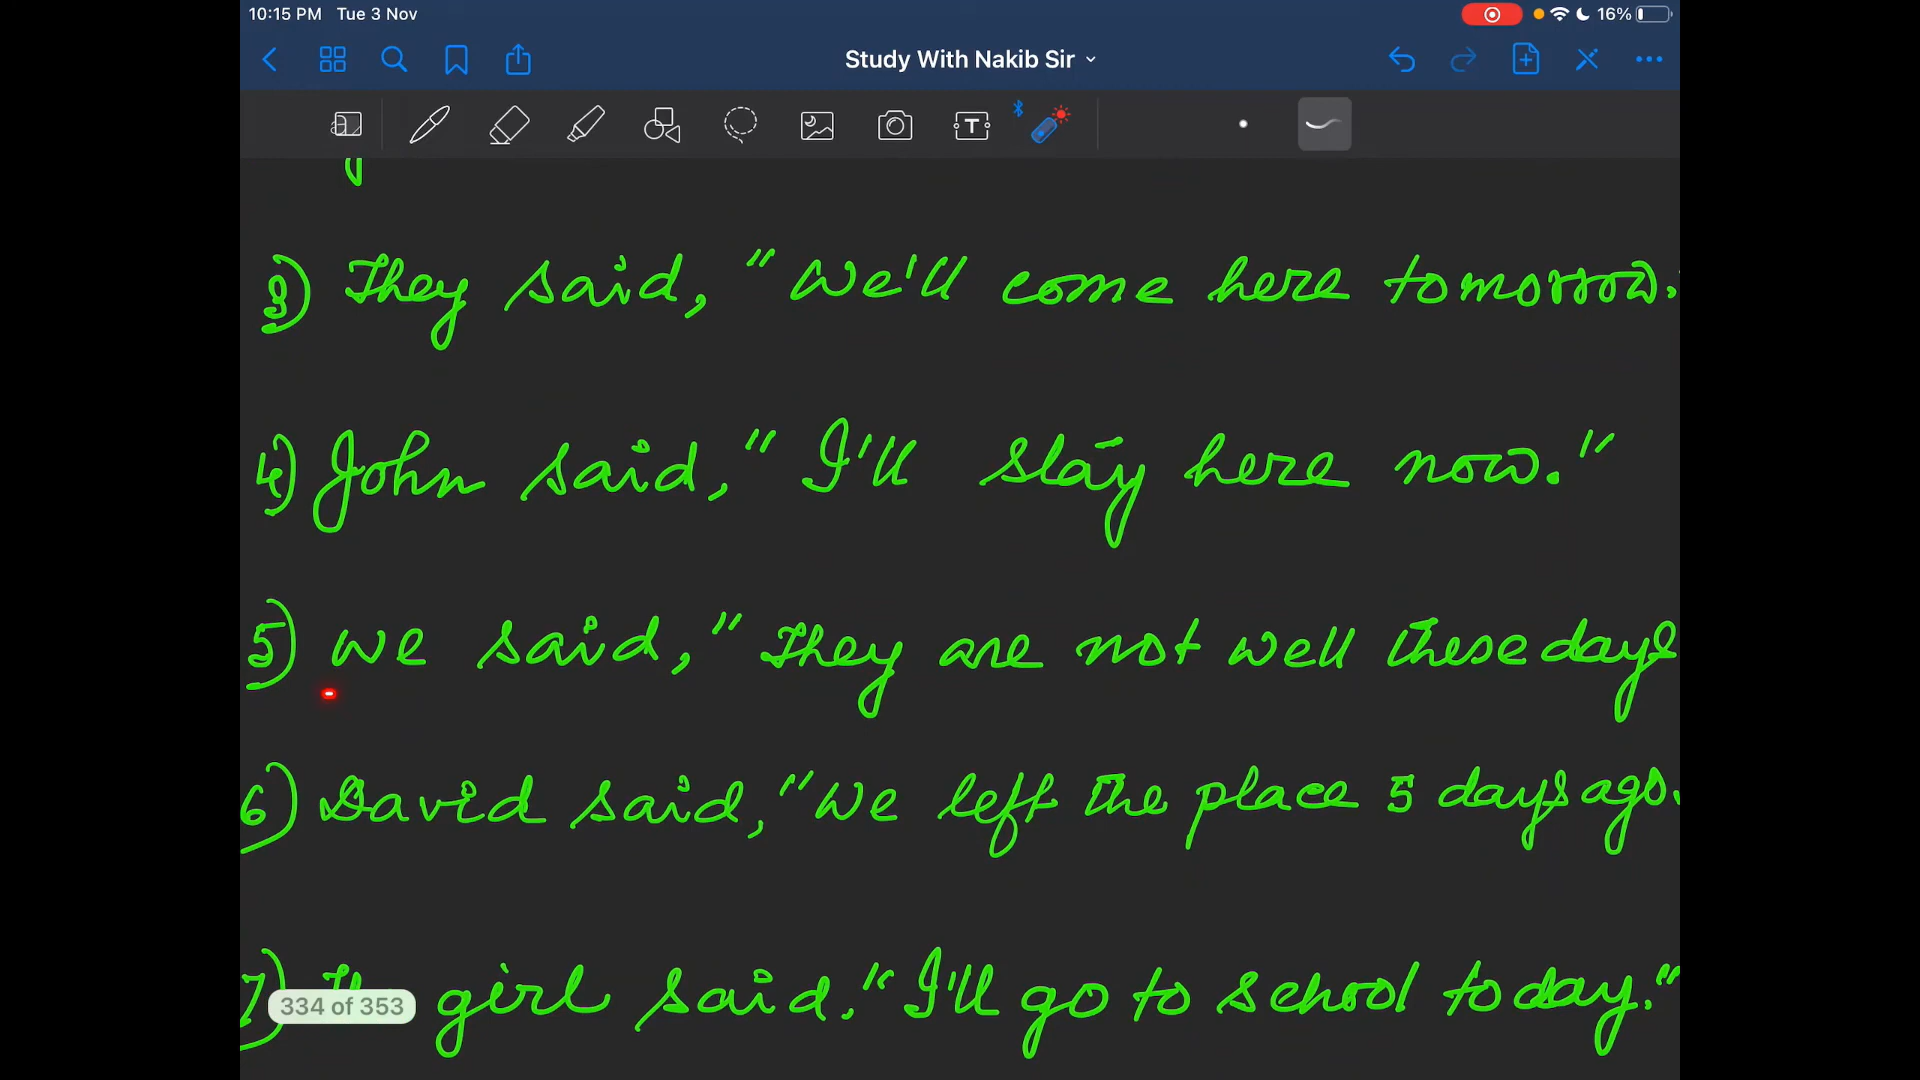 10:15 PM Tue 3 Nov
16%
Study With Nakib Sir
3) They said, "We'll come here tomorrow.
4) John said, "I'll stay here now."
5) we said, "They are not well these days
6) David said, "We left the place 5 days ago.
7) girl said, "I'll go to school today."
334 of 353